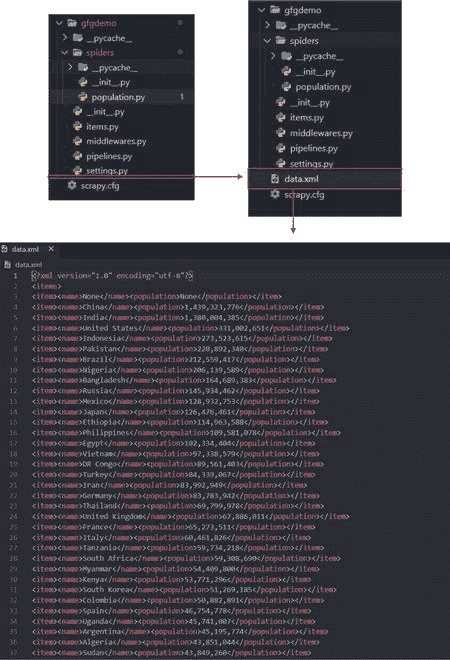 gfgdemo
__pycache__
spiders
__pycache__
__init__.py
population.py 1
__init__.py
items.py
middlewares.py
pipelines.py
settings.py
scrapy.cfg
gfgdemo
__pycache__
spiders
__pycache__
__init__.py
population.py
__init__.py
items.py
middlewares.py
pipelines.py
settings.py
data.xml
scrapy.cfg
data.xml
data.xml
1 <?xml version="1.0" encoding="utf-8"?>
2 <items>
3 <item><name>None</name><population>None</population></item>
4 <item><name>China</name><population>1,439,323,776</population></item>
5 <item><name>India</name><population>1,380,004,385</population></item>
6 <item><name>United States</name><population>331,002,651</population></item>
7 <item><name>Indonesia</name><population>273,523,615</population></item>
8 <item><name>Pakistan</name><population>220,892,340</population></item>
9 <item><name>Brazil</name><population>212,559,417</population></item>
10 <item><name>Nigeria</name><population>206,139,589</population></item>
11 <item><name>Bangladesh</name><population>164,689,383</population></item>
12 <item><name>Russia</name><population>145,934,462</population></item>
13 <item><name>Mexico</name><population>128,932,753</population></item>
14 <item><name>Japan</name><population>126,476,461</population></item>
15 <item><name>Ethiopia</name><population>114,963,588</population></item>
16 <item><name>Philippines</name><population>109,581,078</population></item>
17 <item><name>Egypt</name><population>102,334,404</population></item>
18 <item><name>Vietnam</name><population>97,338,579</population></item>
19 <item><name>DR Congo</name><population>89,561,403</population></item>
20 <item><name>Turkey</name><population>84,339,067</population></item>
21 <item><name>Iran</name><population>83,992,949</population></item>
22 <item><name>Germany</name><population>83,783,942</population></item>
23 <item><name>Thailand</name><population>69,799,978</population></item>
24 <item><name>United Kingdom</name><population>67,886,011</population></item>
25 <item><name>France</name><population>65,273,511</population></item>
26 <item><name>Italy</name><population>60,461,826</population></item>
27 <item><name>Tanzania</name><population>59,734,218</population></item>
28 <item><name>South Africa</name><population>59,308,690</population></item>
29 <item><name>Myanmar</name><population>54,409,800</population></item>
30 <item><name>Kenya</name><population>53,771,296</population></item>
31 <item><name>South Korea</name><population>51,269,185</population></item>
32 <item><name>Colombia</name><population>50,882,891</population></item>
33 <item><name>Spain</name><population>46,754,778</population></item>
34 <item><name>Uganda</name><population>45,741,007</population></item>
35 <item><name>Argentina</name><population>45,195,774</population></item>
36 <item><name>Algeria</name><population>43,851,044</population></item>
37 <item><name>Sudan</name><population>43,849,260</population></item>